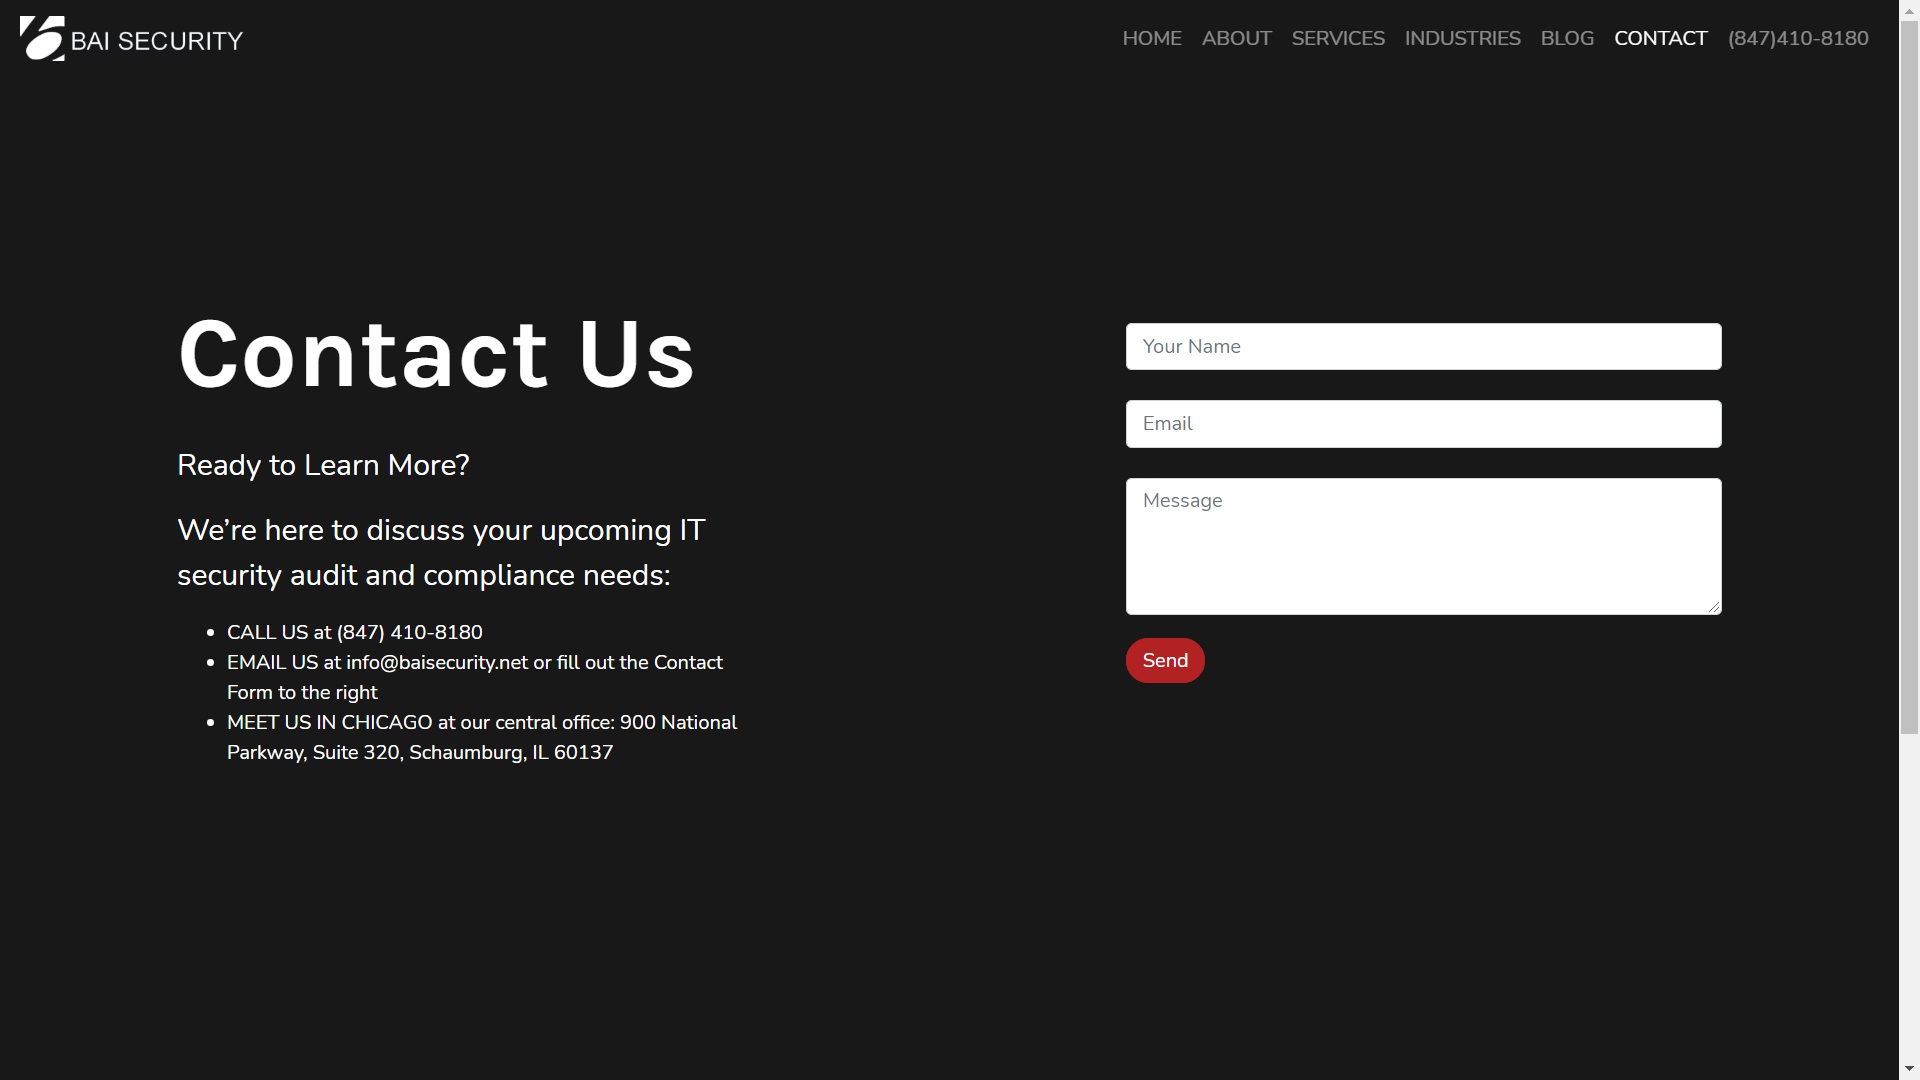 BAI SECURITY
HOME ABOUT SERVICES INDUSTRIES BLOG CONTACT (847)410-8180
Contact Us
Ready to Learn More?
We’re here to discuss your upcoming IT
security audit and compliance needs:
CALL US at (847) 410-8180
EMAIL US at info@baisecurity.net or fill out the Contact
Form to the right
MEET US IN CHICAGO at our central office: 900 National
Parkway, Suite 320, Schaumburg, IL 60137
Your Name
Email
Message
Send